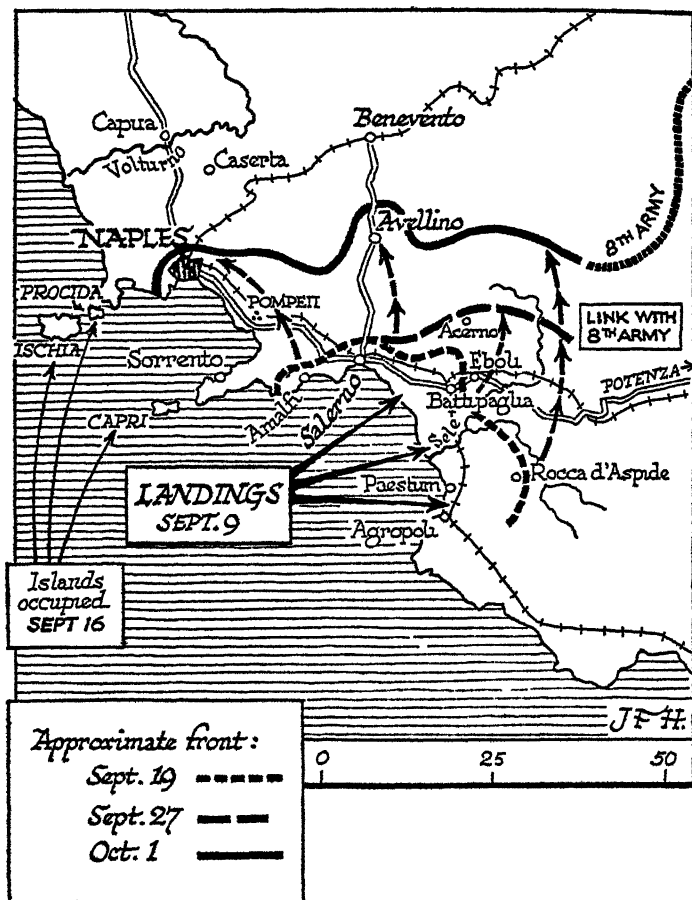 Benevento
Capua
Volturno
Caserta
8TH ARMY
NAPLES
Avellino
PROCIDA
POMPEII
Acerno
LINK WITH
8TH ARMY
ISCHIA
Sorrento
Eboli
POTENZA
Battipaglia
CAPRI
Amalfi
Salerno
Sele
LANDINGS
SEPT. 9
Paestum
Rocca d'Aspide
Agropoli
Islands
occupied
SEPT 16
J F H.
Approximate front:
Sept. 19
Sept. 27
Oct. 1
0 25 50